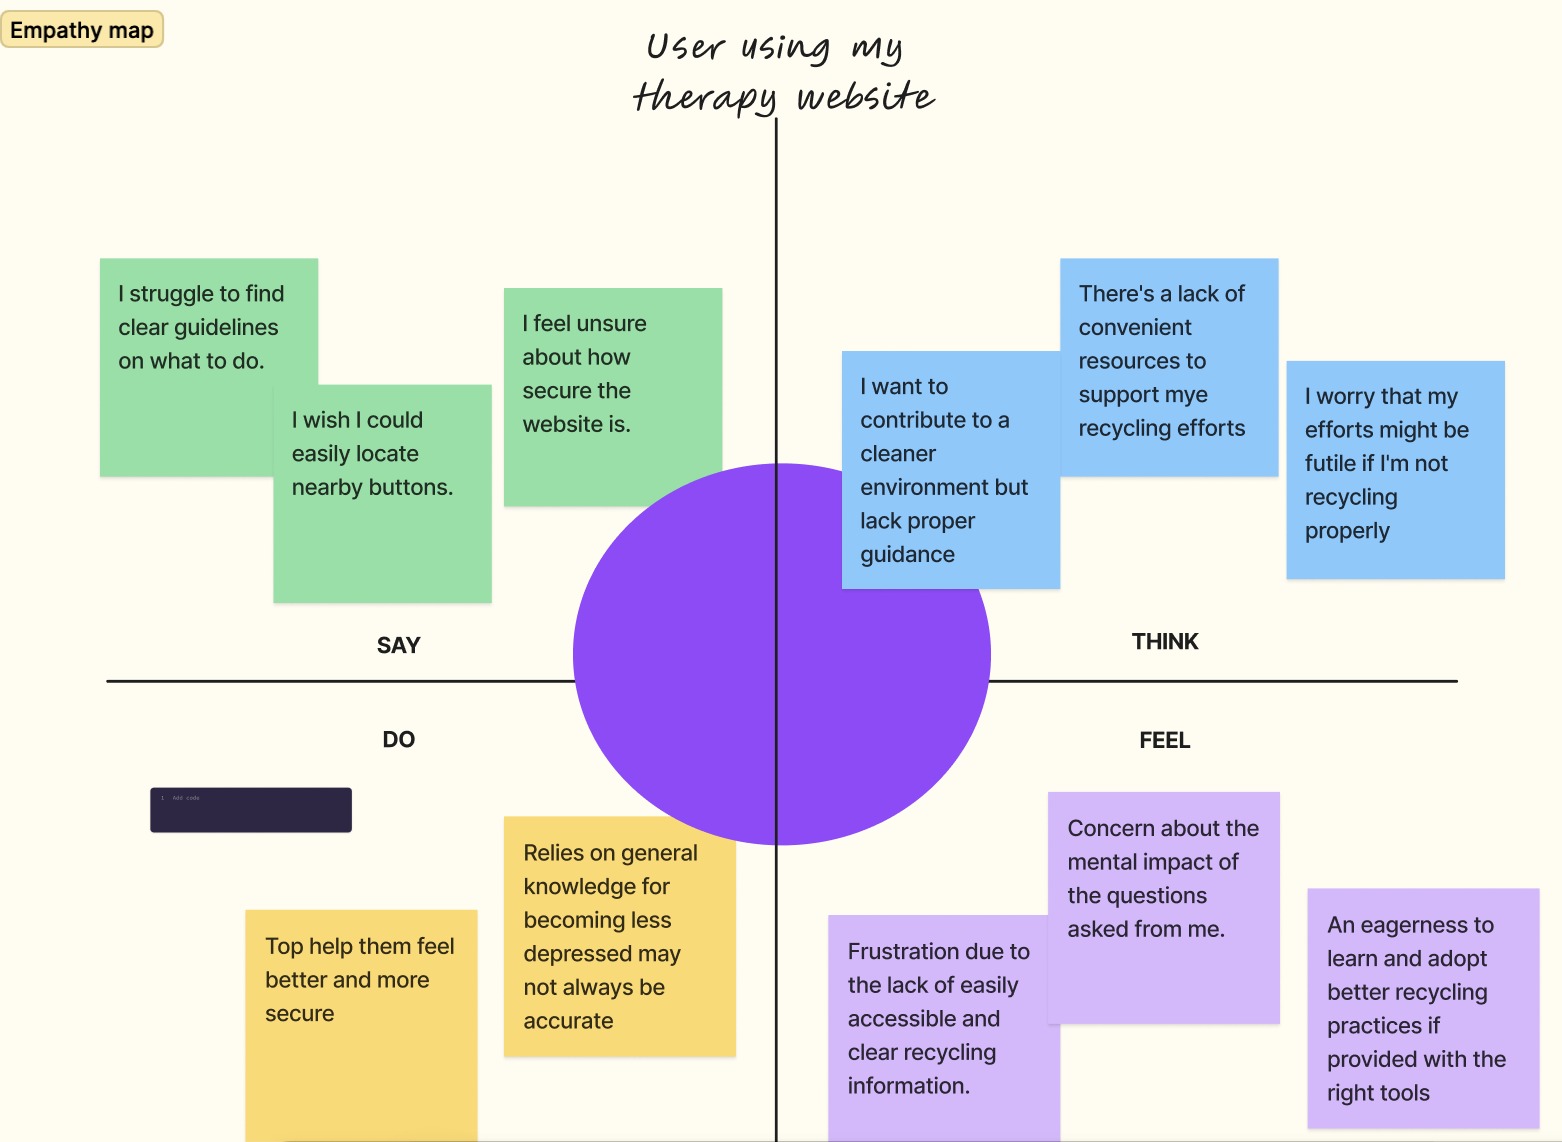 Empathy map
User using my
therapy website
I struggle to find
clear guidelines
on what to do.
I wish I could
easily locate
nearby buttons.
I feel unsure
about how
secure the
website is.
I want to
contribute to a
cleaner
environment but
lack proper
guidance
There's a lack of
convenient
resources to
support mye
recycling efforts
I worry that my
efforts might be
futile if I'm not
recycling
properly
SAY
THINK
DO
FEEL
1 Add code
Top help them feel
better and more
secure
Relies on general
knowledge for
becoming less
depressed may
not always be
accurate
Frustration due to
the lack of easily
accessible and
clear recycling
information.
Concern about the
mental impact of
the questions
asked from me.
An eagerness to
learn and adopt
better recycling
practices if
provided with the
right tools